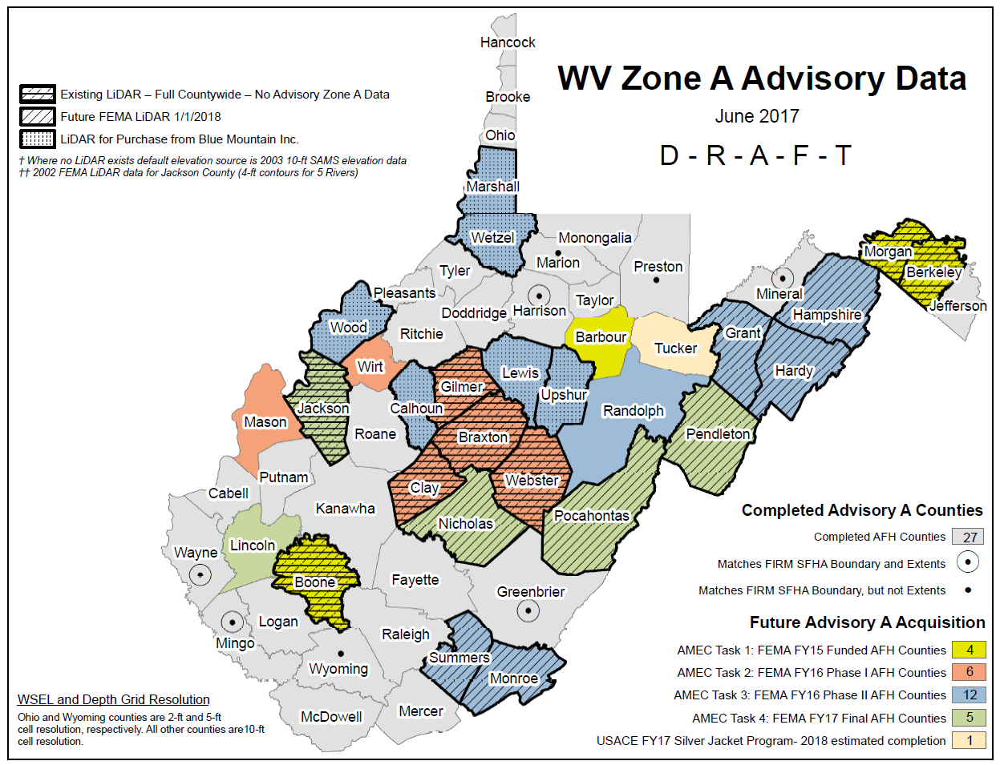 WV Zone A Advisory Data
June 2017
D - R - A - F - T
Existing LiDAR – Full Countywide – No Advisory Zone A Data
Future FEMA LiDAR 1/1/2018
LiDAR for Purchase from Blue Mountain Inc.
† Where no LiDAR exists default elevation source is 2003 10-ft SAMS elevation data
†† 2002 FEMA LiDAR data for Jackson County (4-ft contours for 5 Rivers)
Hancock
Brooke
Ohio
Marshall
Wetzel
Monongalia
Marion
Preston
Tyler
Pleasants
Doddridge
Harrison
Taylor
Ritchie
Wood
Wirt
Barbour
Tucker
Mineral
Morgan
Berkeley
Jefferson
Hampshire
Grant
Hardy
Lewis
Gilmer
Upshur
Randolph
Calhoun
Jackson
Mason
Roane
Braxton
Pendleton
Putnam
Cabell
Clay
Webster
Kanawha
Nicholas
Pocahontas
Lincoln
Wayne
Boone
Fayette
Greenbrier
Logan
Mingo
Raleigh
Wyoming
Summers
Monroe
McDowell
Mercer
Completed Advisory A Counties
Completed AFH Counties 27
Matches FIRM SFHA Boundary and Extents
Matches FIRM SFHA Boundary, but not Extents
Future Advisory A Acquisition
AMEC Task 1: FEMA FY15 Funded AFH Counties 4
AMEC Task 2: FEMA FY16 Phase I AFH Counties 6
AMEC Task 3: FEMA FY16 Phase II AFH Counties 12
AMEC Task 4: FEMA FY17 Final AFH Counties 5
USACE FY17 Silver Jacket Program- 2018 estimated completion 1
WSEL and Depth Grid Resolution
Ohio and Wyoming counties are 2-ft and 5-ft
cell resolution, respectively. All other counties are10-ft
cell resolution.